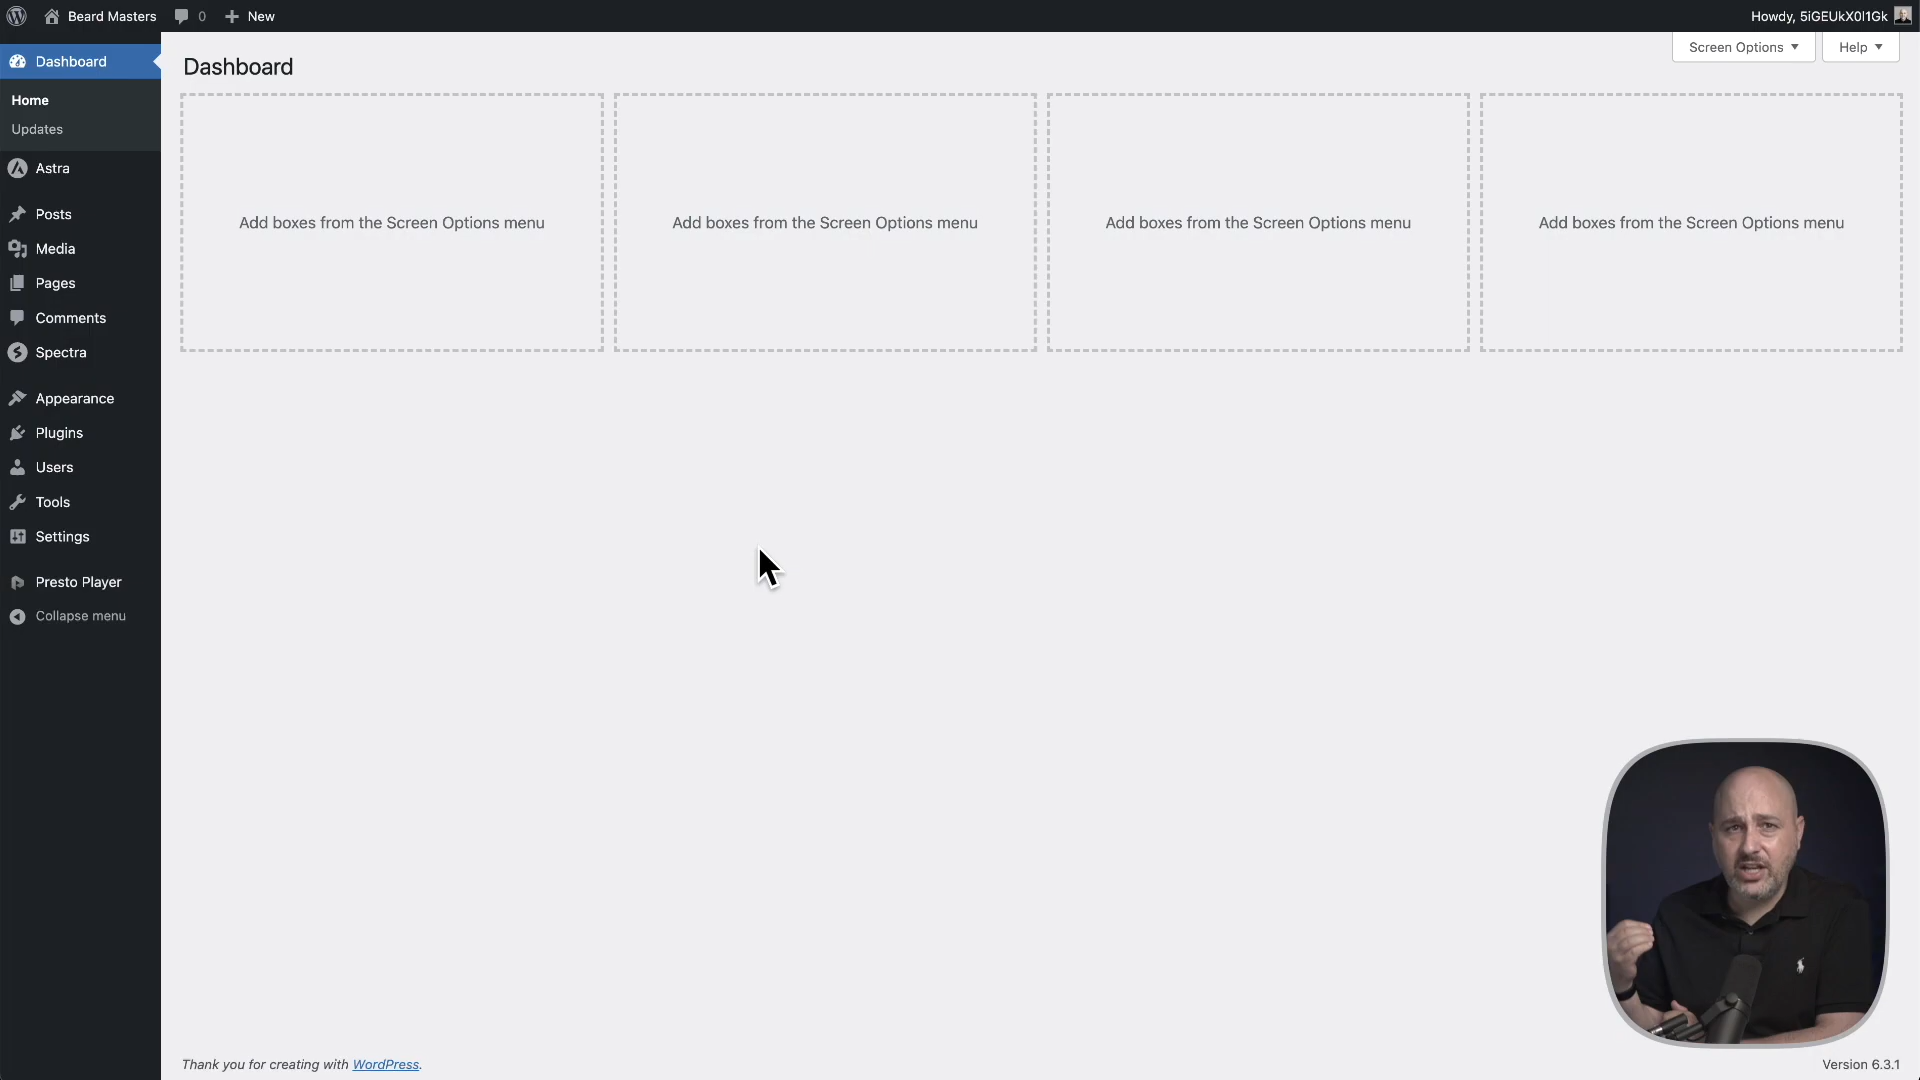 Beard Masters
0
New
Howdy, 5iGEUkX0I1Gk
Dashboard
Home
Updates
Astra
Posts
Media
Pages
Comments
Spectra
Appearance
Plugins
Users
Tools
Settings
Presto Player
Collapse menu
Screen Options
Help
Dashboard
Add boxes from the Screen Options menu
Add boxes from the Screen Options menu
Add boxes from the Screen Options menu
Add boxes from the Screen Options menu
Thank you for creating with WordPress.
Version 6.3.1